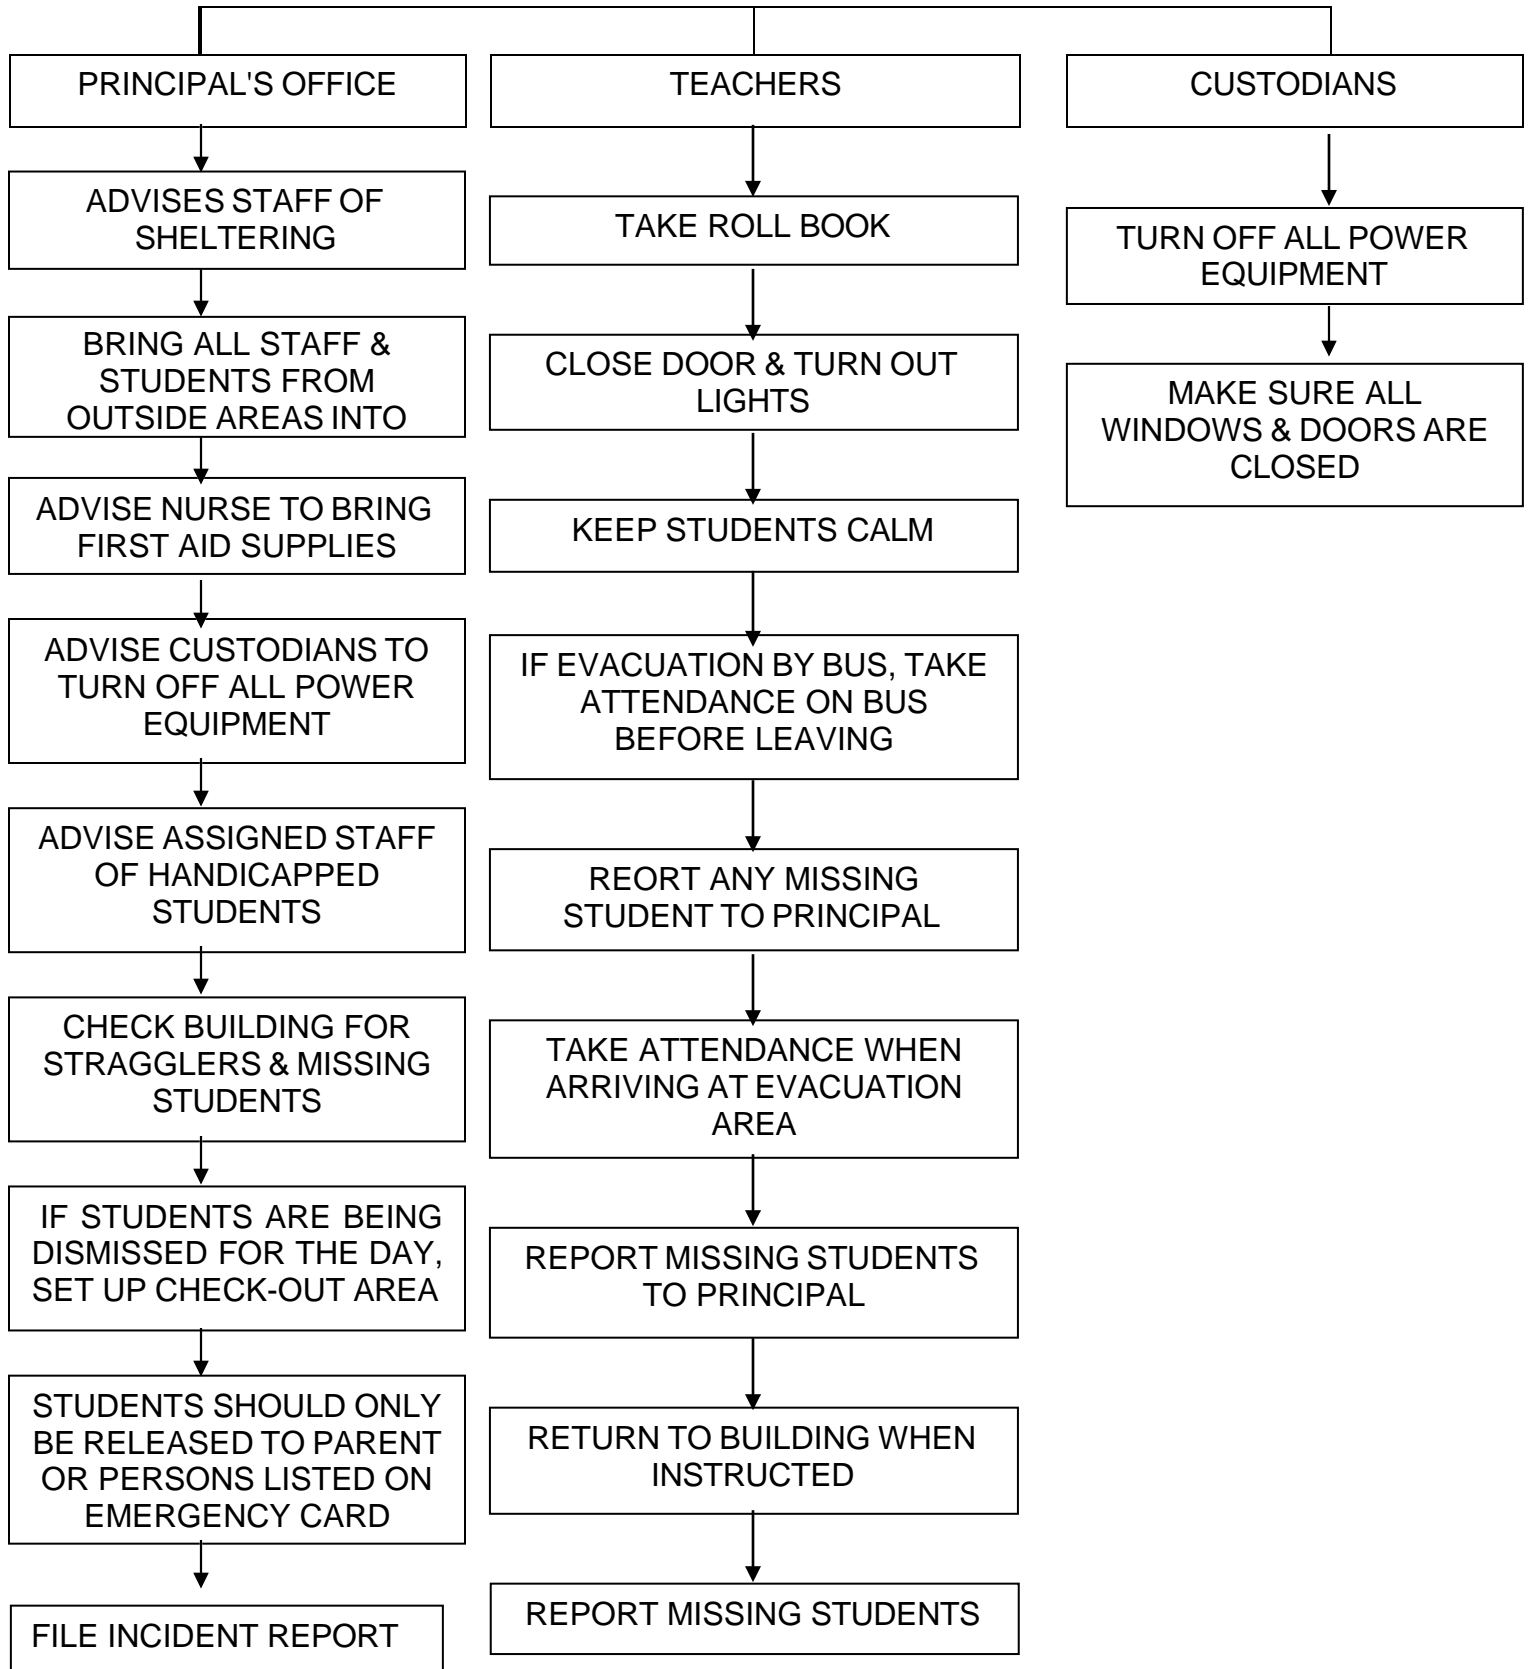 PRINCIPAL'S OFFICE
ADVISES STAFF OF
SHELTERING
BRING ALL STAFF &
STUDENTS FROM
OUTSIDE AREAS INTO
ADVISE NURSE TO BRING
FIRST AID SUPPLIES
ADVISE CUSTODIANS TO
TURN OFF ALL POWER
EQUIPMENT
ADVISE ASSIGNED STAFF
OF HANDICAPPED
STUDENTS
CHECK BUILDING FOR
STRAGGLERS & MISSING
STUDENTS
IF STUDENTS ARE BEING
DISMISSED FOR THE DAY,
SET UP CHECK-OUT AREA
STUDENTS SHOULD ONLY
BE RELEASED TO PARENT
OR PERSONS LISTED ON
EMERGENCY CARD
FILE INCIDENT REPORT
TEACHERS
TAKE ROLL BOOK
CLOSE DOOR & TURN OUT
LIGHTS
KEEP STUDENTS CALM
IF EVACUATION BY BUS, TAKE
ATTENDANCE ON BUS
BEFORE LEAVING
REORT ANY MISSING
STUDENT TO PRINCIPAL
TAKE ATTENDANCE WHEN
ARRIVING AT EVACUATION
AREA
REPORT MISSING STUDENTS
TO PRINCIPAL
RETURN TO BUILDING WHEN
INSTRUCTED
REPORT MISSING STUDENTS
CUSTODIANS
TURN OFF ALL POWER
EQUIPMENT
MAKE SURE ALL
WINDOWS & DOORS ARE
CLOSED